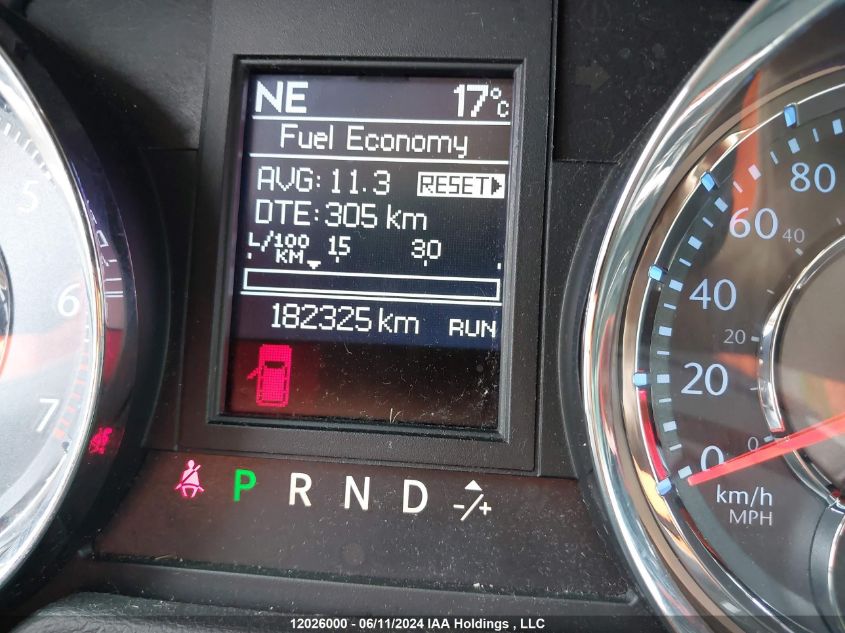 NE 17°C
Fuel Economy
AVG: 11.3 RESET
DTE: 305 km
L/100 KM 15 30
182325 km RUN
P R N D -/+
5
6
7
80
60
40
40
20
20
0
0
km/h
MPH
12026000 - 06/11/2024 IAA Holdings , LLC